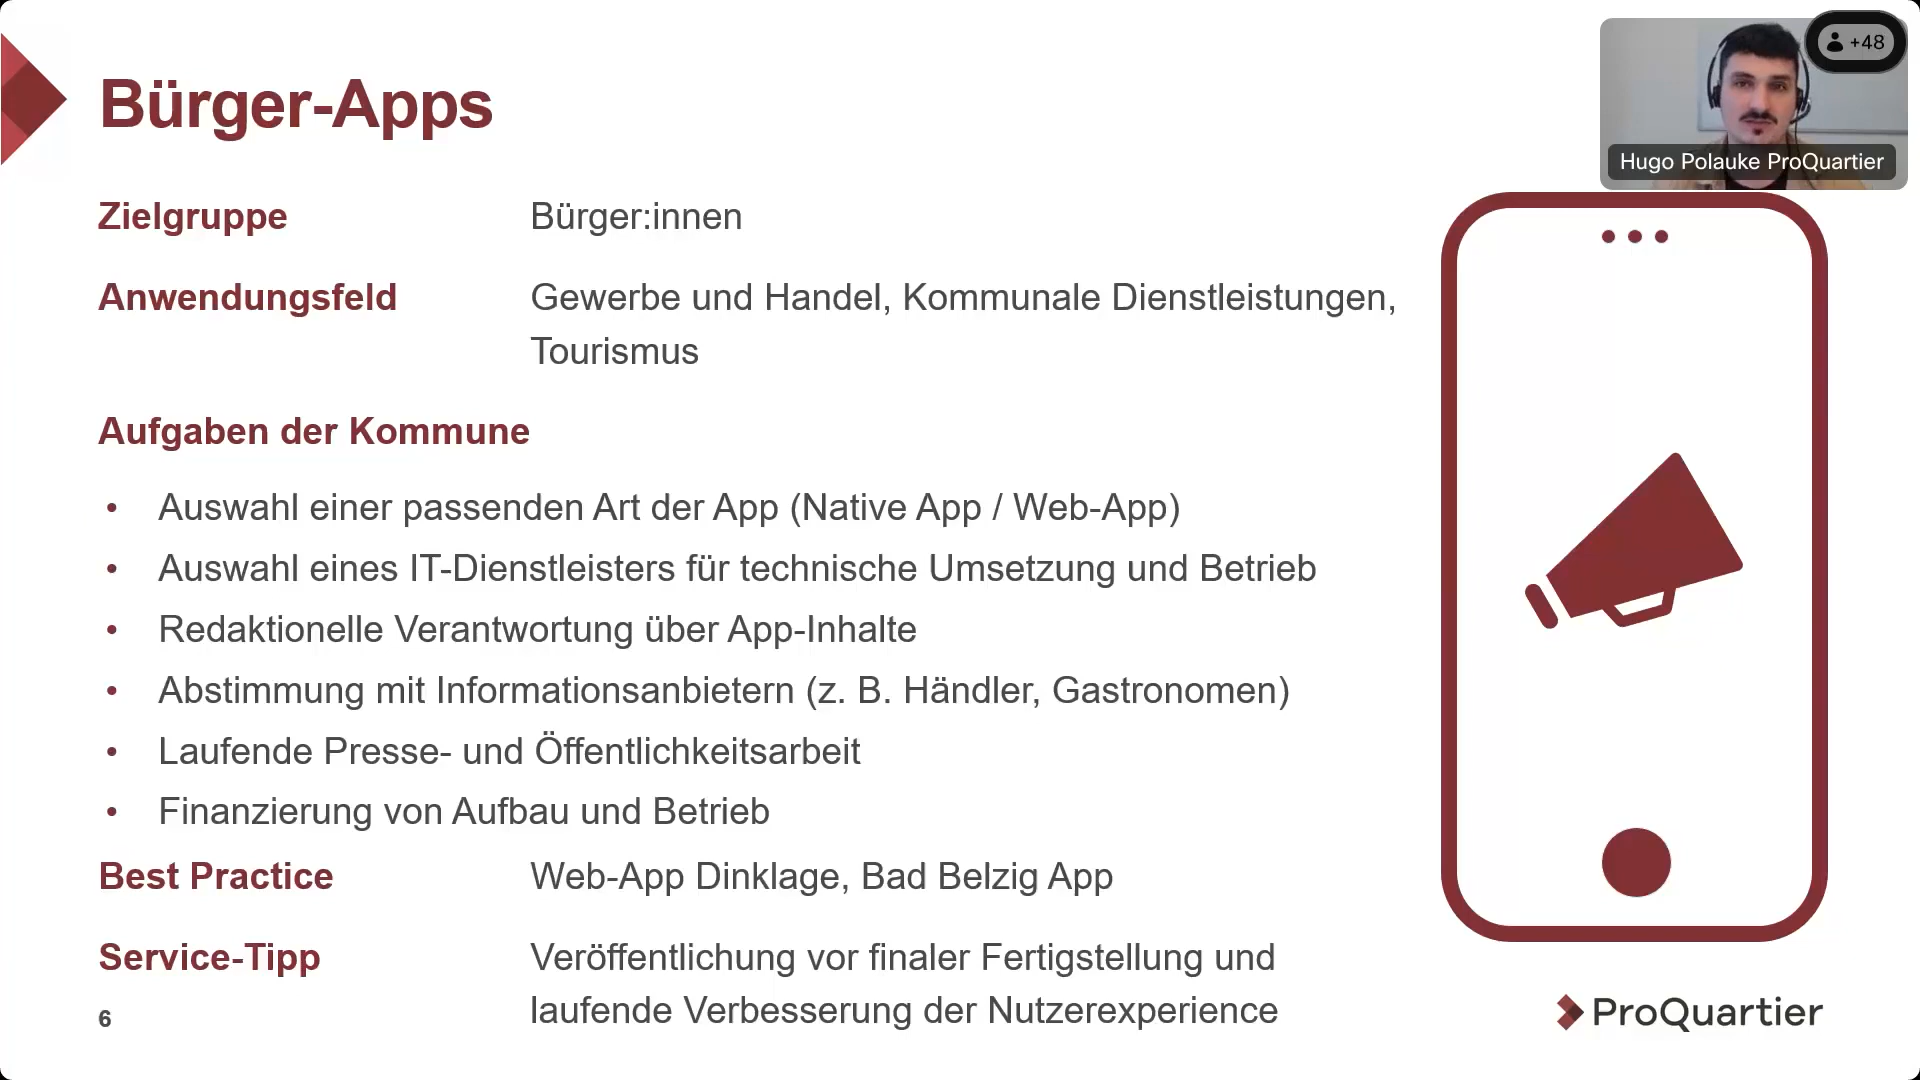 Bürger-Apps
+48
Hugo Polauke ProQuartier
Zielgruppe
Bürger:innen
Anwendungsfeld
Gewerbe und Handel, Kommunale Dienstleistungen,
Tourismus
Aufgaben der Kommune
• Auswahl einer passenden Art der App (Native App / Web-App)
• Auswahl eines IT-Dienstleisters für technische Umsetzung und Betrieb
• Redaktionelle Verantwortung über App-Inhalte
• Abstimmung mit Informationsanbietern (z. B. Händler, Gastronomen)
• Laufende Presse- und Öffentlichkeitsarbeit
• Finanzierung von Aufbau und Betrieb
Best Practice
Web-App Dinklage, Bad Belzig App
Service-Tipp
Veröffentlichung vor finaler Fertigstellung und
laufende Verbesserung der Nutzerexperience
6
ProQuartier